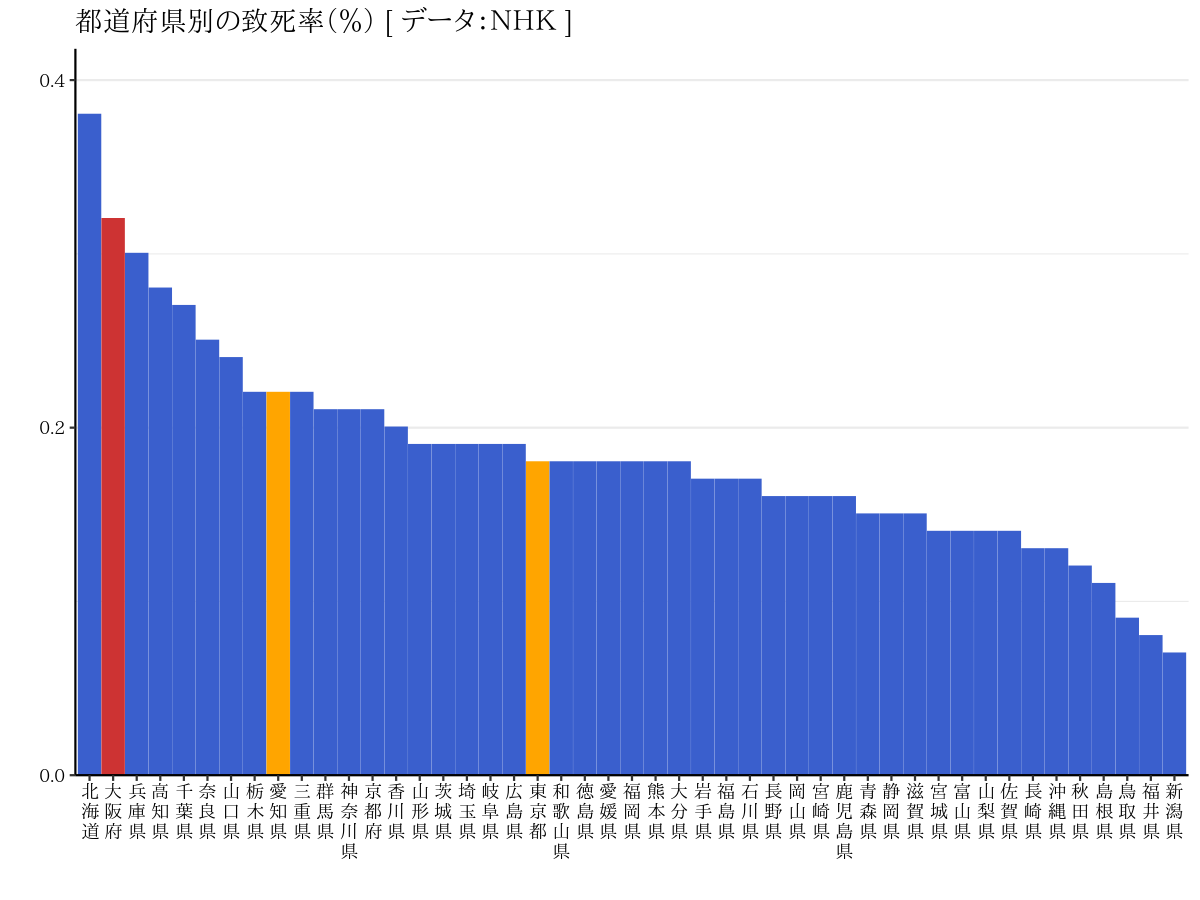 都道府県別の致死率(%) [ データ:NHK ]
0.4
0.2
0.0
北海道
大阪府
兵庫県
高知県
千葉県
奈良県
山口県
栃木県
愛知県
三重県
群馬県
神奈川県
京都府
香川県
山形県
茨城県
埼玉県
岐阜県
広島県
東京都
和歌山県
徳島県
愛媛県
福岡県
熊本県
大分県
岩手県
福島県
石川県
長野県
岡山県
宮崎県
鹿児島県
青森県
静岡県
滋賀県
宮城県
富山県
山梨県
佐賀県
長崎県
沖縄県
秋田県
島根県
鳥取県
福井県
新潟県